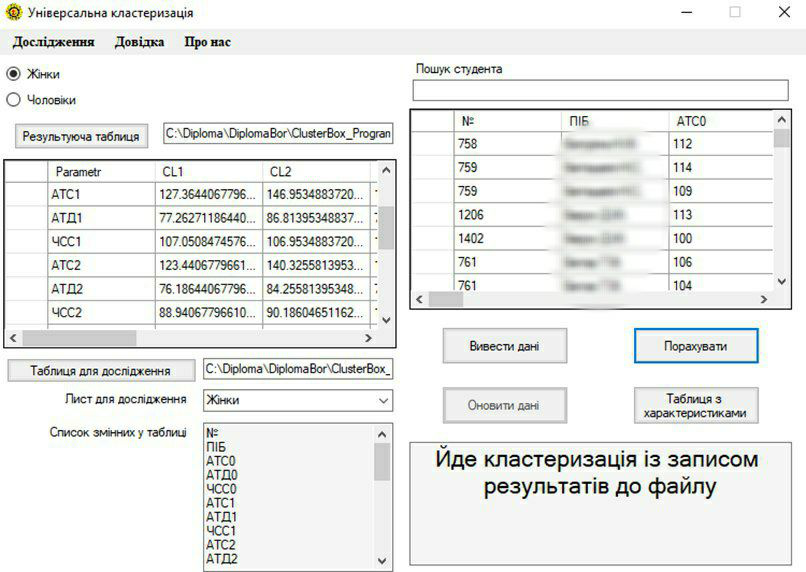 Універсальна кластеризація
Дослідження Довідка Про нас
Жінки
Чоловіки
Результуюча таблиця C:\Diploma\DiplomaBor\ClusterBox_Program
Parametr CL1 CL2
АТС1 127.3644067796... 146.9534883720...
АТД1 77.26271186440... 86.81395348837...
ЧСС1 107.0508474576... 106.9534883720...
АТС2 123.4406779661... 140.3255813953...
АТД2 76.18644067796... 84.25581395348...
ЧСС2 88.94067796610... 90.18604651162...
Таблиця для дослідження C:\Diploma\DiplomaBor\ClusterBox_
Лист для дослідження Жінки
Список змінних у таблиці
№
ПІБ
АТС0
АТД0
ЧСС0
АТС1
АТД1
ЧСС1
АТС2
АТД2
Пошук студента
№ ПІБ АТС0
758 112
759 114
759 109
1206 113
1402 100
761 106
761 104
Вивести дані Порахувати
Оновити дані Таблиця з
характеристиками
Йде кластеризація із записом
результатів до файлу